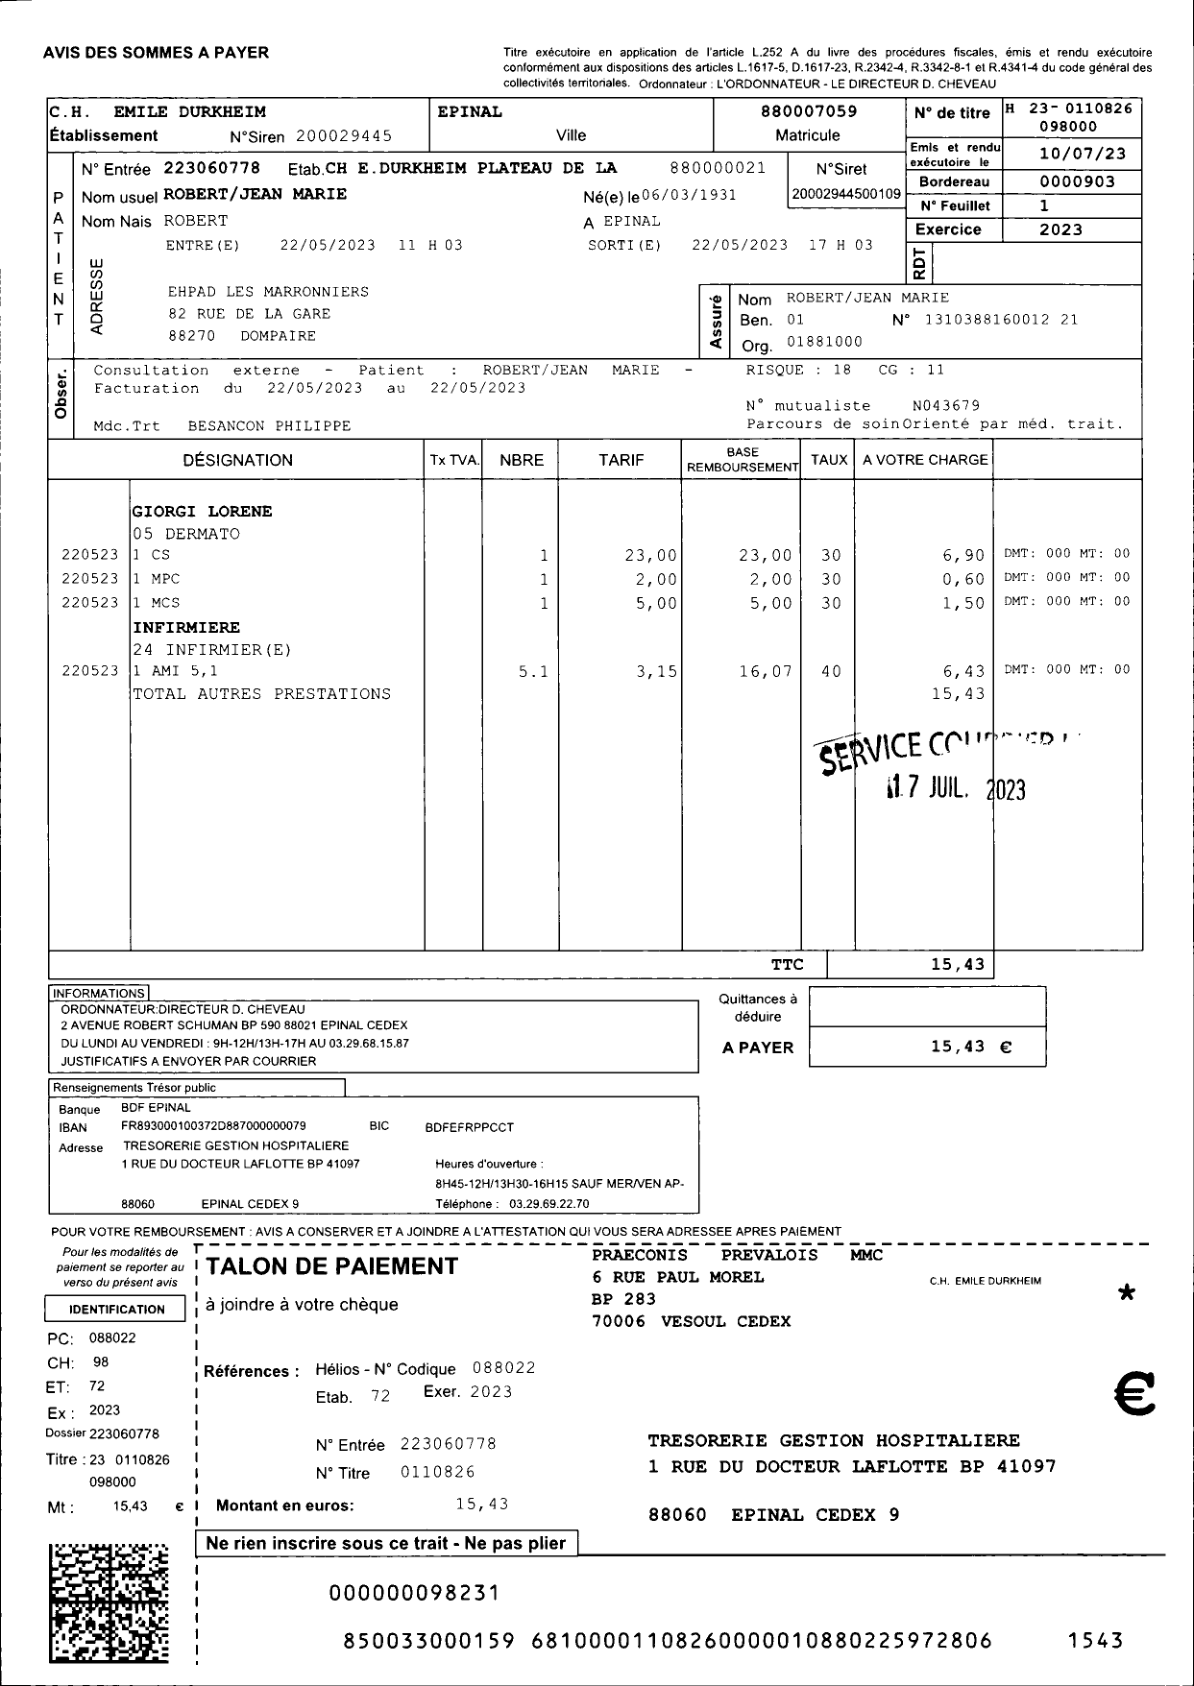 AVIS DES SOMMES A PAYER
Titre exécutoire en application de l'article L.252 A du livre des procédures fiscales, émis et rendu exécutoire
conformément aux dispositions des articles L.1617-5, D.1617-23, R.2342-4, R.3342-8-1 et R.4341-4 du code général des
collectivités territoriales. Ordonnateur : L'ORDONNATEUR - LE DIRECTEUR D. CHEVEAU
C.H. EMILE DURKHEIM EPINAL 880007059 N° de titre H 23- 0110826
Établissement N°Siren 200029445 Ville Matricule 098000
Emis et rendu exécutoire le 10/07/23
N° Entrée 223060778 Etab.CH E.DURKHEIM PLATEAU DE LA 880000021 N°Siret
Bordereau 0000903
PATIENT
Nom usuel ROBERT/JEAN MARIE Né(e) le 06/03/1931 20002944500109
N° Feuillet 1
Nom Nais ROBERT A EPINAL
Exercice 2023
ENTRE(E) 22/05/2023 11 H 03 SORTI(E) 22/05/2023 17 H 03
RDT
ADRESSE
EHPAD LES MARRONNIERS
82 RUE DE LA GARE
88270 DOMPAIRE
Assuré
Nom ROBERT/JEAN MARIE
Ben. 01 N° 1310388160012 21
Org. 01881000
Obser.
Consultation externe - Patient : ROBERT/JEAN MARIE - RISQUE : 18 CG : 11
Facturation du 22/05/2023 au 22/05/2023
N° mutualiste N043679
Mdc.Trt BESANCON PHILIPPE Parcours de soinOrienté par méd. trait.
DÉSIGNATION Tx TVA. NBRE TARIF BASE REMBOURSEMENT TAUX A VOTRE CHARGE
GIORGI LORENE
05 DERMATO
220523 1 CS 1 23,00 23,00 30 6,90 DMT: 000 MT: 00
220523 1 MPC 1 2,00 2,00 30 0,60 DMT: 000 MT: 00
220523 1 MCS 1 5,00 5,00 30 1,50 DMT: 000 MT: 00
INFIRMIERE
24 INFIRMIER(E)
220523 1 AMI 5,1 5.1 3,15 16,07 40 6,43 DMT: 000 MT: 00
TOTAL AUTRES PRESTATIONS 15,43
SERVICE
17 JUIL. 2023
TTC 15,43
INFORMATIONS
ORDONNATEUR:DIRECTEUR D. CHEVEAU
2 AVENUE ROBERT SCHUMAN BP 590 88021 EPINAL CEDEX
DU LUNDI AU VENDREDI : 9H-12H/13H-17H AU 03.29.68.15.87
JUSTIFICATIFS A ENVOYER PAR COURRIER
Quittances à
déduire
A PAYER 15,43 €
Renseignements Trésor public
Banque BDF EPINAL
IBAN FR893000100372D887000000079 BIC BDFEFRPPCCT
Adresse TRESORERIE GESTION HOSPITALIERE
1 RUE DU DOCTEUR LAFLOTTE BP 41097 Heures d'ouverture :
8H45-12H/13H30-16H15 SAUF MER/VEN AP-
88060 EPINAL CEDEX 9 Téléphone : 03.29.69.22.70
POUR VOTRE REMBOURSEMENT : AVIS A CONSERVER ET A JOINDRE A L'ATTESTATION QUI VOUS SERA ADRESSEE APRES PAIEMENT
Pour les modalités de
paiement se reporter au
verso du présent avis
IDENTIFICATION
PC: 088022
CH: 98
ET: 72
Ex : 2023
Dossier 223060778
Titre : 23 0110826
098000
Mt : 15,43 €
TALON DE PAIEMENT
à joindre à votre chèque
PRAECONIS PREVALOIS MMC
6 RUE PAUL MOREL
BP 283
70006 VESOUL CEDEX
C.H. EMILE DURKHEIM
*
Références : Hélios - N° Codique 088022
Etab. 72 Exer. 2023
€
N° Entrée 223060778
N° Titre 0110826
Montant en euros: 15,43
TRESORERIE GESTION HOSPITALIERE
1 RUE DU DOCTEUR LAFLOTTE BP 41097
88060 EPINAL CEDEX 9
Ne rien inscrire sous ce trait - Ne pas plier
000000098231
850033000159 681000011082600000108802259​72806 1543